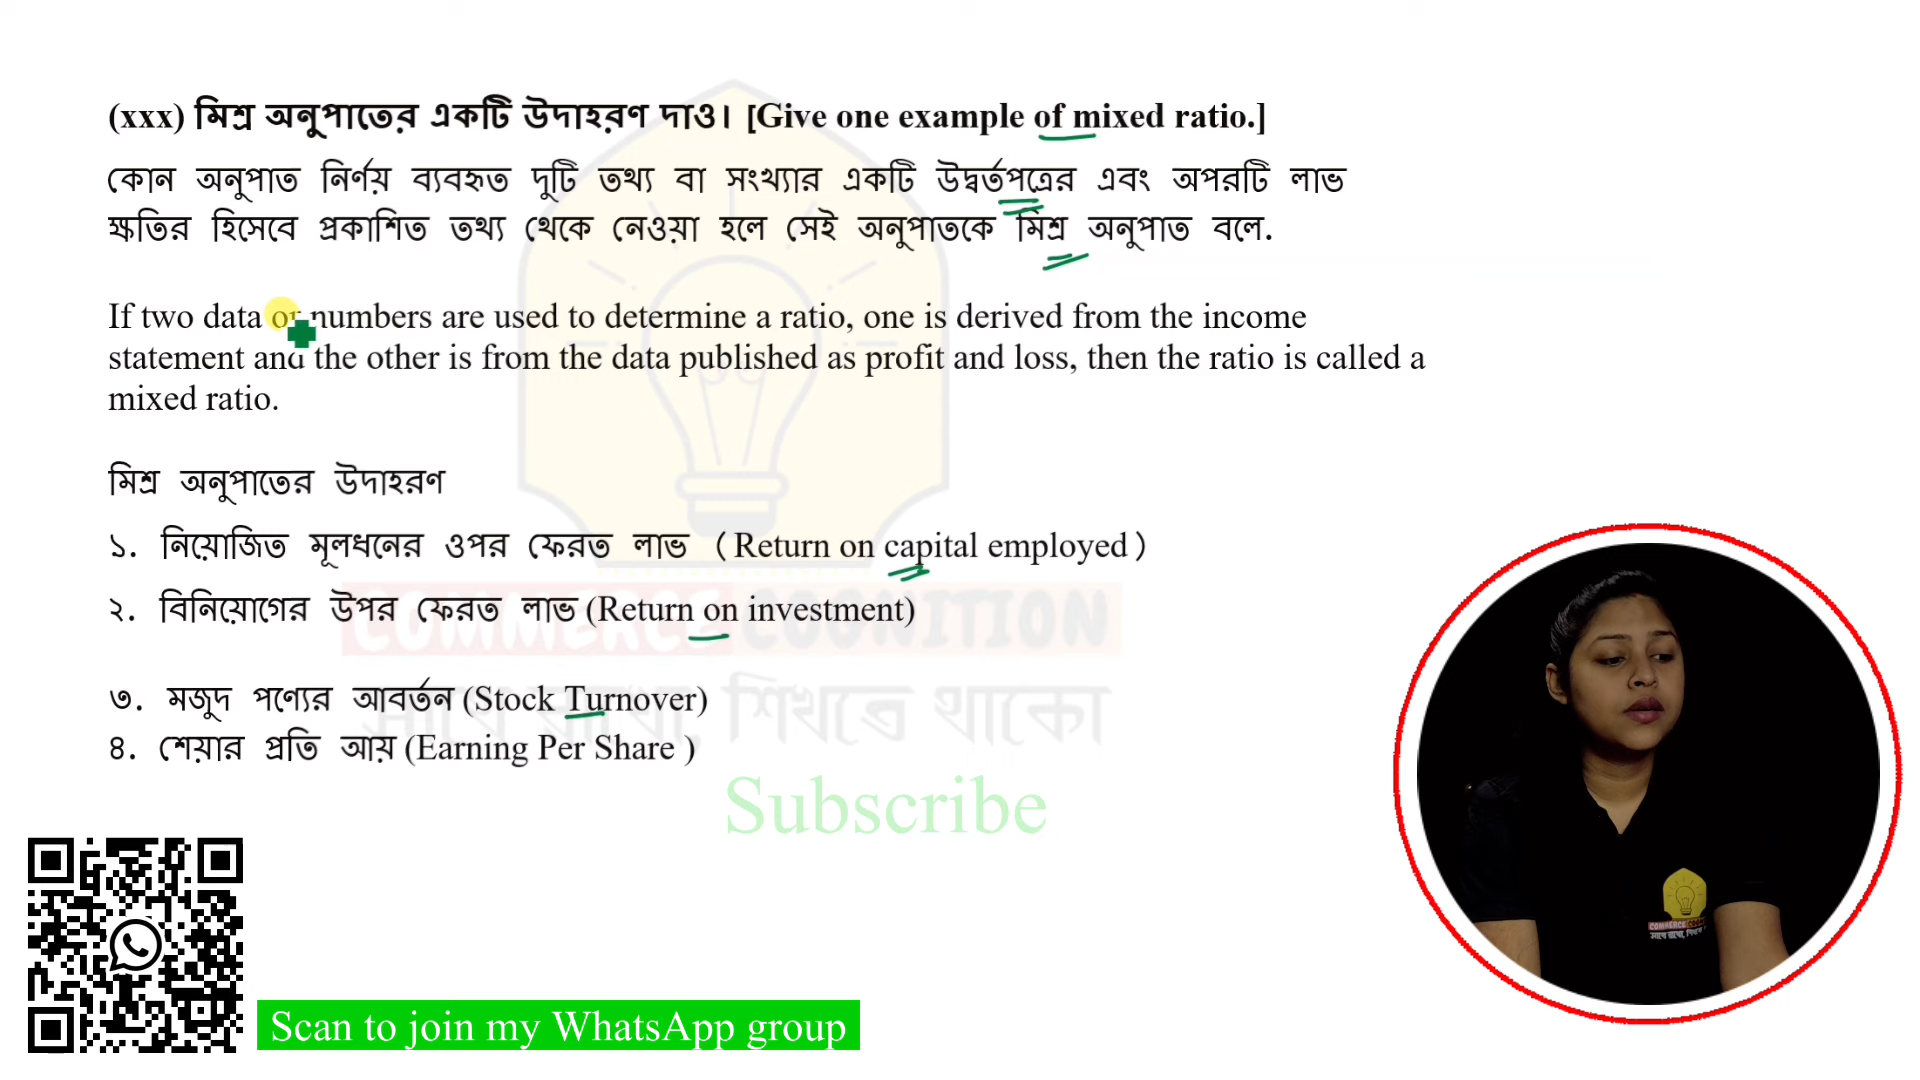 (xxx) মিশ্র অনুপাতের একটি উদাহরণ দাও। [Give one example of mixed ratio.]
কোন অনুপাত নির্ণয় ব্যবহৃত দুটি তথ্য বা সংখ্যার একটি উদ্বর্তপত্রের এবং অপরটি লাভ
ক্ষতির হিসেবে প্রকাশিত তথ্য থেকে নেওয়া হলে সেই অনুপাতকে মিশ্র অনুপাত বলে.
If two data or numbers are used to determine a ratio, one is derived from the income
statement and the other is from the data published as profit and loss, then the ratio is called a
mixed ratio.
মিশ্র অনুপাতের উদাহরণ
১. নিয়োজিত মূলধনের ওপর ফেরত লাভ (Return on capital employed)
২. বিনিয়োগের উপর ফেরত লাভ (Return on investment)
COMMERCE COGNITION
৩. মজুদ পণ্যের আবর্তন (Stock Turnover)
শিখতে থাকো
৪. শেয়ার প্রতি আয় (Earning Per Share )
Subscribe
Scan to join my WhatsApp group